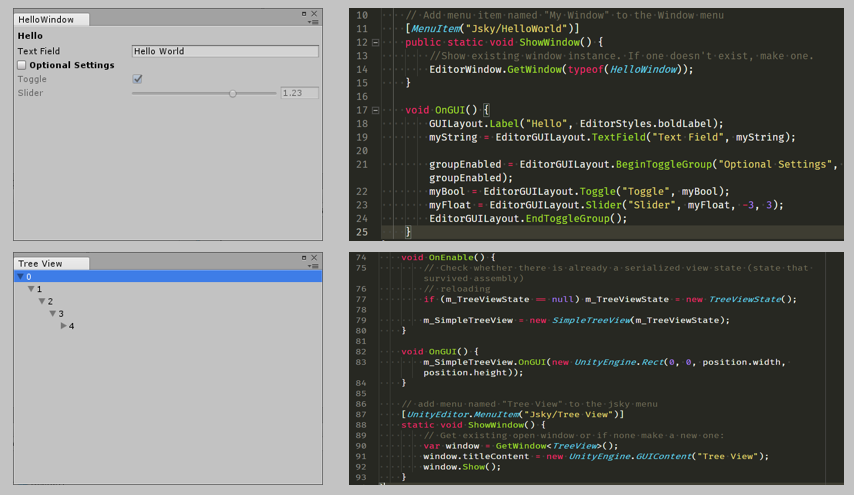 HelloWindow
Hello
Text Field Hello World
Optional Settings
Toggle
Slider 1.23
10 // Add menu item named "My Window" to the Window menu
11 [MenuItem("Jsky/HelloWorld")]
12 public static void ShowWindow() {
13 //Show existing window instance. If one doesn't exist, make one.
14 EditorWindow.GetWindow(typeof(HelloWindow));
15 }
16
17 void OnGUI() {
18 GUILayout.Label("Hello", EditorStyles.boldLabel);
19 myString = EditorGUILayout.TextField("Text Field", myString);
20
21 groupEnabled = EditorGUILayout.BeginToggleGroup("Optional Settings",
groupEnabled);
22 myBool = EditorGUILayout.Toggle("Toggle", myBool);
23 myFloat = EditorGUILayout.Slider("Slider", myFloat, -3, 3);
24 EditorGUILayout.EndToggleGroup();
25 }
Tree View
0
1
2
3
4
74 void OnEnable() {
75 // Check whether there is already a serialized view state (state that
survived assembly)
76 // reloading
77 if (m_TreeViewState == null) m_TreeViewState = new TreeViewState();
78
79 m_SimpleTreeView = new SimpleTreeView(m_TreeViewState);
80 }
81
82 void OnGUI() {
83 m_SimpleTreeView.OnGUI(new UnityEngine.Rect(0, 0, position.width,
position.height));
84 }
85
86 // add menu named "Tree View" to the jsky menu
87 [UnityEditor.MenuItem("Jsky/Tree View")]
88 static void ShowWindow() {
89 // Get existing open window or if none make a new one:
90 var window = GetWindow<TreeView>();
91 window.titleContent = new UnityEngine.GUIContent("Tree View");
92 window.Show();
93 }